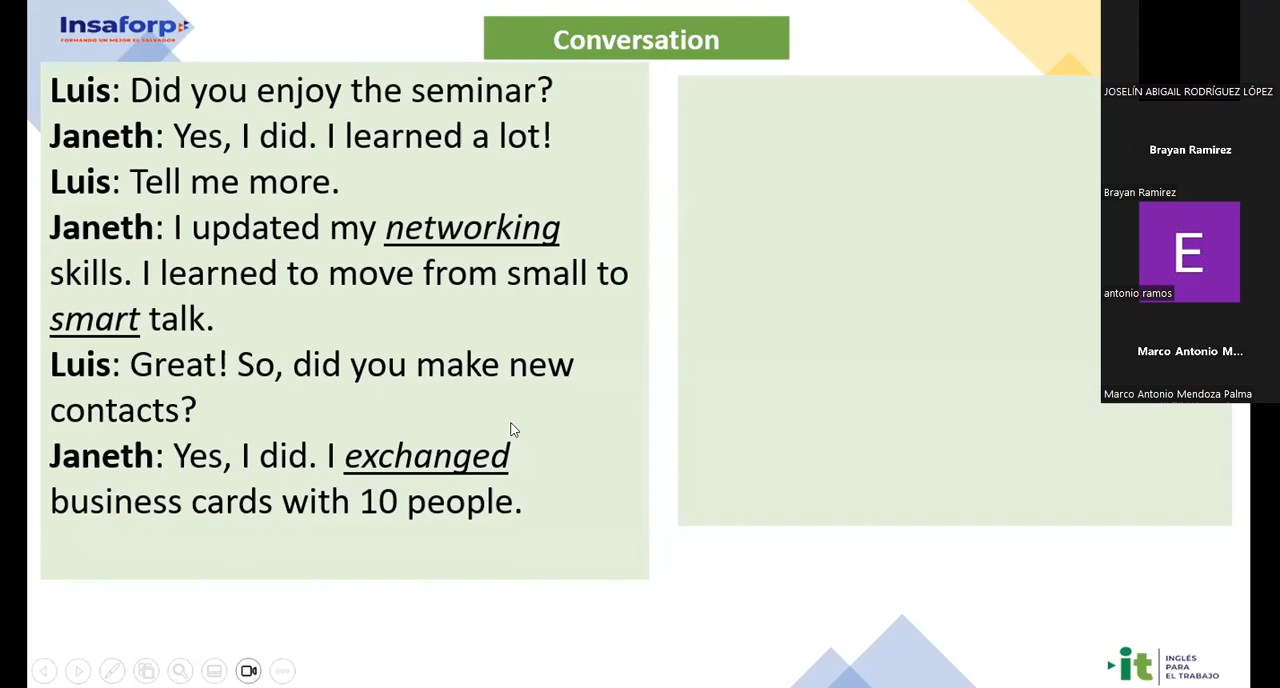 Insaforp
FORMANDO UN MEJOR EL SALVADOR
Conversation
Luis: Did you enjoy the seminar?
Janeth: Yes, I did. I learned a lot!
Luis: Tell me more.
Janeth: I updated my networking
skills. I learned to move from small to
smart talk.
Luis: Great! So, did you make new
contacts?
Janeth: Yes, I did. I exchanged
business cards with 10 people.
JOSELÍN ABIGAIL RODRÍGUEZ LÓPEZ
Brayan Ramirez
Brayan Ramirez
E
antonio ramos
Marco Antonio M...
Marco Antonio Mendoza Palma
it
INGLÉS
PARA
EL TRABAJO